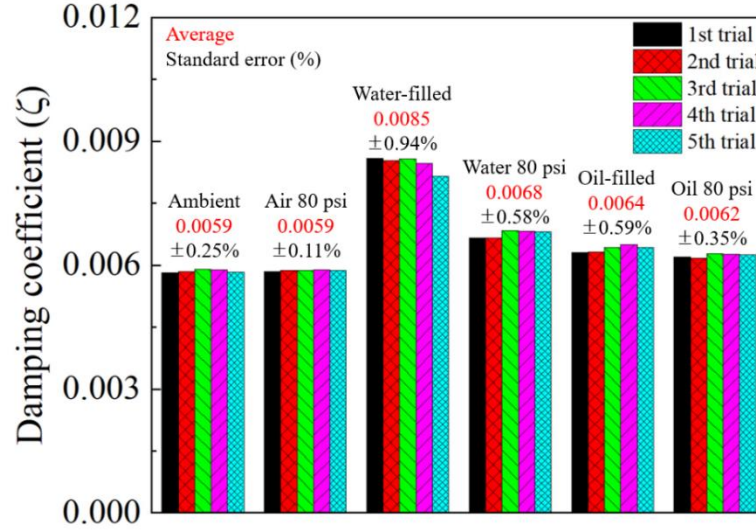 Damping coefficient (ζ)
0.012
0.009
0.006
0.003
0.000
Average
Standard error (%)
1st trial
2nd trial
3rd trial
4th trial
5th trial
Ambient
0.0059
±0.25%
Air 80 psi
0.0059
±0.11%
Water-filled
0.0085
±0.94%
Water 80 psi
0.0068
±0.58%
Oil-filled
0.0064
±0.59%
Oil 80 psi
0.0062
±0.35%